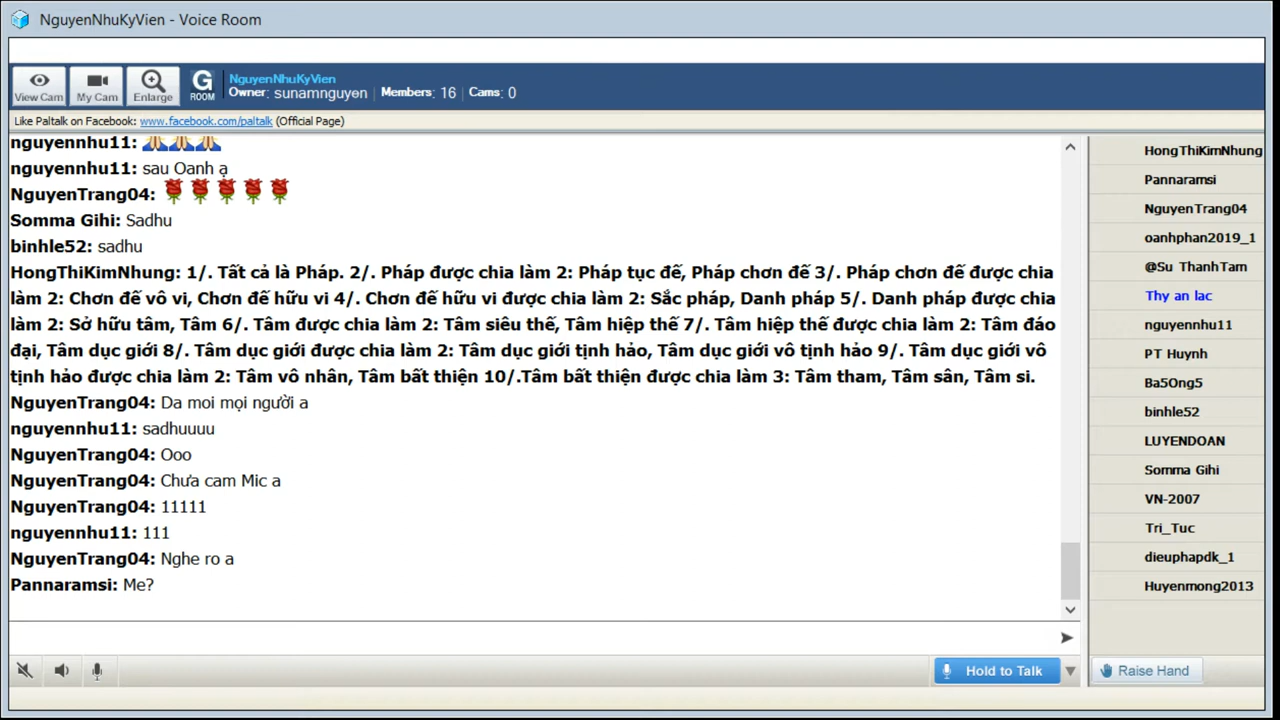 NguyenNhuKyVien - Voice Room
View Cam
My Cam
Enlarge
G
ROOM
NguyenNhuKyVien
Owner: sunamnguyen | Members: 16 | Cams: 0
Like Paltalk on Facebook: www.facebook.com/paltalk (Official Page)
nguyennhu11: 🙏🙏🙏
nguyennhu11: sau Oanh ạ
NguyenTrang04: 🌹🌹🌹🌹🌹
Somma Gihi: Sadhu
binhle52: sadhu
HongThiKimNhung: 1/. Tất cả là Pháp. 2/. Pháp được chia làm 2: Pháp tục đế, Pháp chơn đế 3/. Pháp chơn đế được chia
làm 2: Chơn đế vô vi, Chơn đế hữu vi 4/. Chơn đế hữu vi được chia làm 2: Sắc pháp, Danh pháp 5/. Danh pháp được chia
làm 2: Sở hữu tâm, Tâm 6/. Tâm được chia làm 2: Tâm siêu thế, Tâm hiệp thế 7/. Tâm hiệp thế được chia làm 2: Tâm đáo
đại, Tâm dục giới 8/. Tâm dục giới được chia làm 2: Tâm dục giới tịnh hảo, Tâm dục giới vô tịnh hảo 9/. Tâm dục giới vô
tịnh hảo được chia làm 2: Tâm vô nhân, Tâm bất thiện 10/.Tâm bất thiện được chia làm 3: Tâm tham, Tâm sân, Tâm si.
NguyenTrang04: Da moi mọi người a
nguyennhu11: sadhuuuu
NguyenTrang04: Ooo
NguyenTrang04: Chưa cam Mic a
NguyenTrang04: 11111
nguyennhu11: 111
NguyenTrang04: Nghe ro a
Pannaramsi: Me?
HongThiKimNhung
Pannaramsi
NguyenTrang04
oanhphan2019_1
@Su ThanhTam
Thy an lac
nguyennhu11
PT Huynh
Ba5Ong5
binhle52
LUYENDOAN
Somma Gihi
VN-2007
Tri_Tuc
dieuphapdk_1
Huyenmong2013
Hold to Talk
Raise Hand